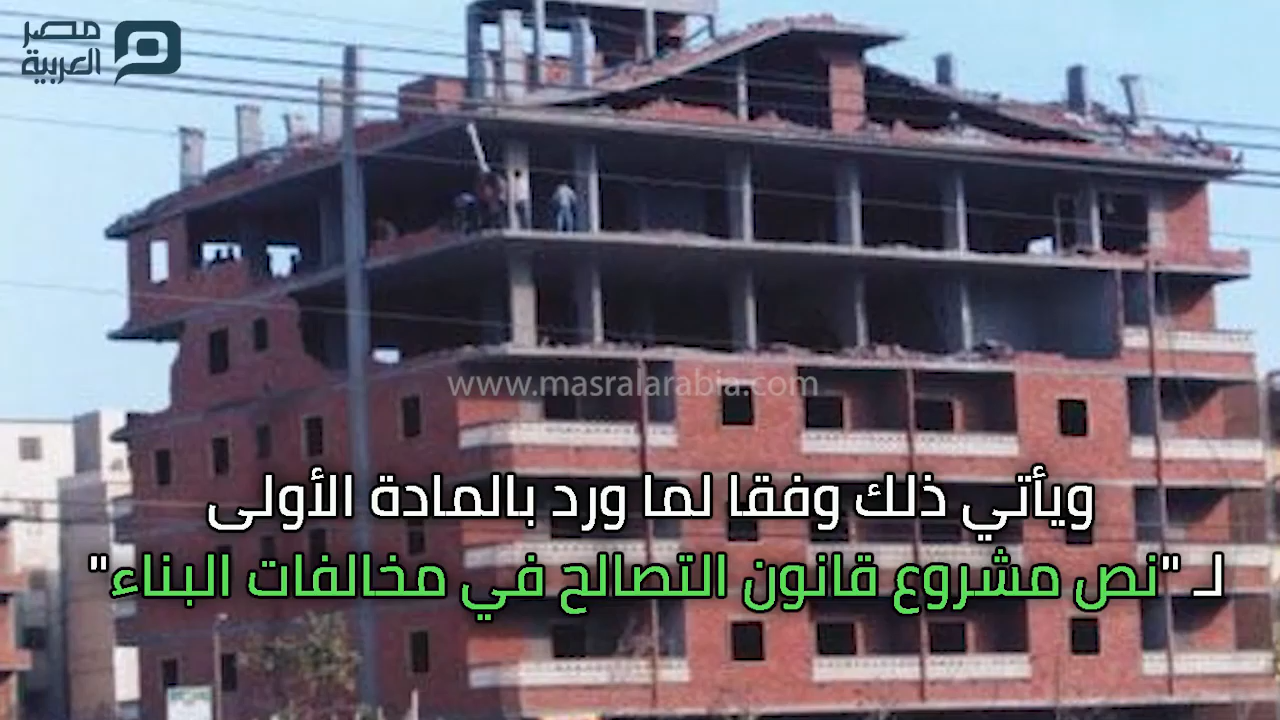 مصر
العربية
www.masralarabia.com
ويأتي ذلك وفقا لما ورد بالمادة الأولى
لـ "نص مشروع قانون التصالح في مخالفات البناء"